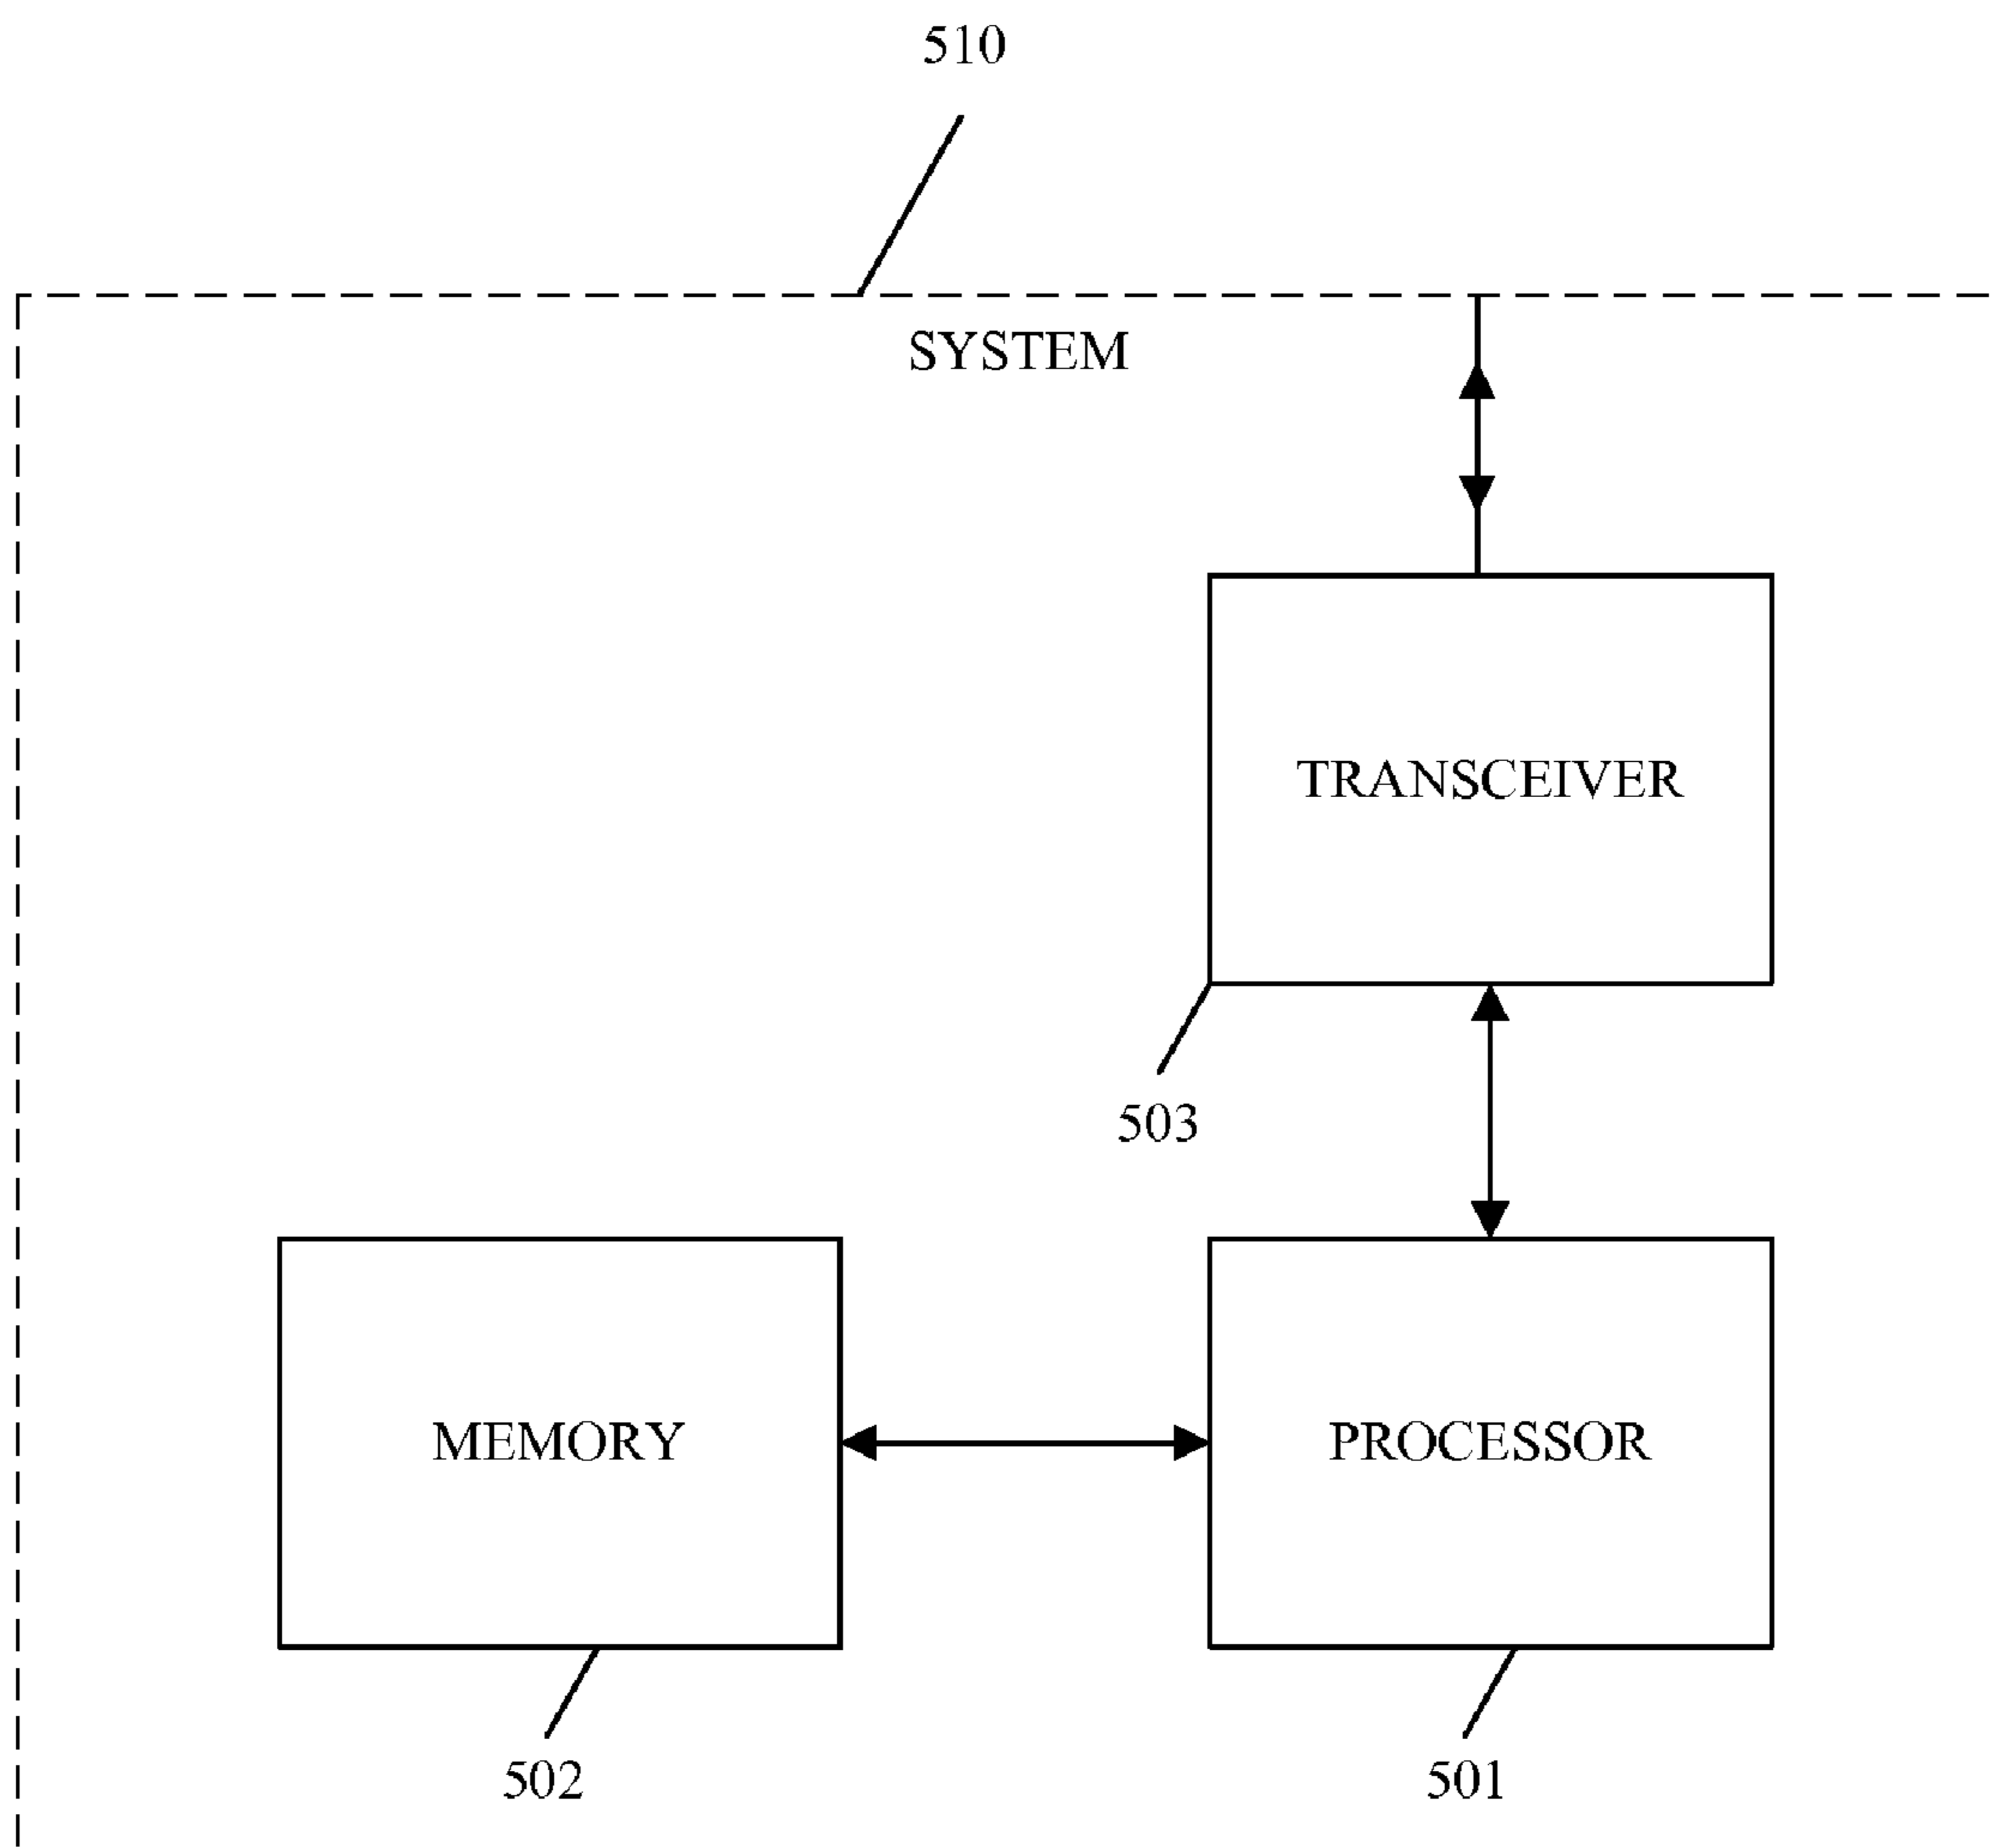 510
SYSTEM
TRANSCEIVER
503
MEMORY
PROCESSOR
502
501